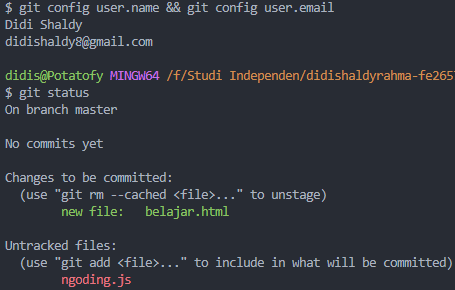 $ git config user.name && git config user.email
Didi Shaldy
didishaldy8@gmail.com
didis@Potatofy MINGW64 /f/Studi Independen/didishaldyrahma-fe265
$ git status
On branch master
No commits yet
Changes to be committed:
(use "git rm --cached <file>..." to unstage)
new file:   belajar.html
Untracked files:
(use "git add <file>..." to include in what will be committed)
ngoding.js